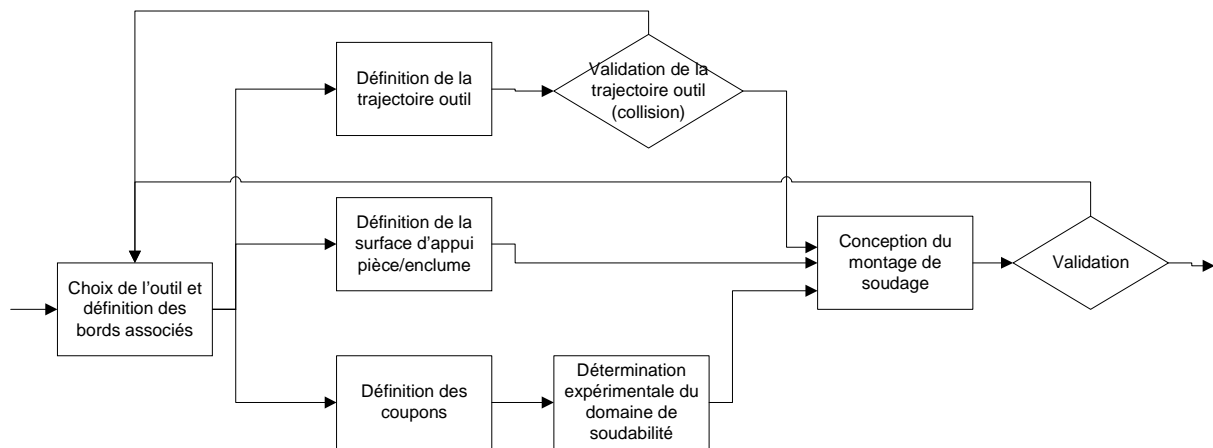 Définition de la
trajectoire outil
Validation de la
trajectoire outil
(collision)
Choix de l'outil et
définition des
bords associés
Définition de la
surface d'appui
pièce/enclume
Conception du
montage de
soudage
Validation
Définition des
coupons
Détermination
expérimentale du
domaine de
soudabilité